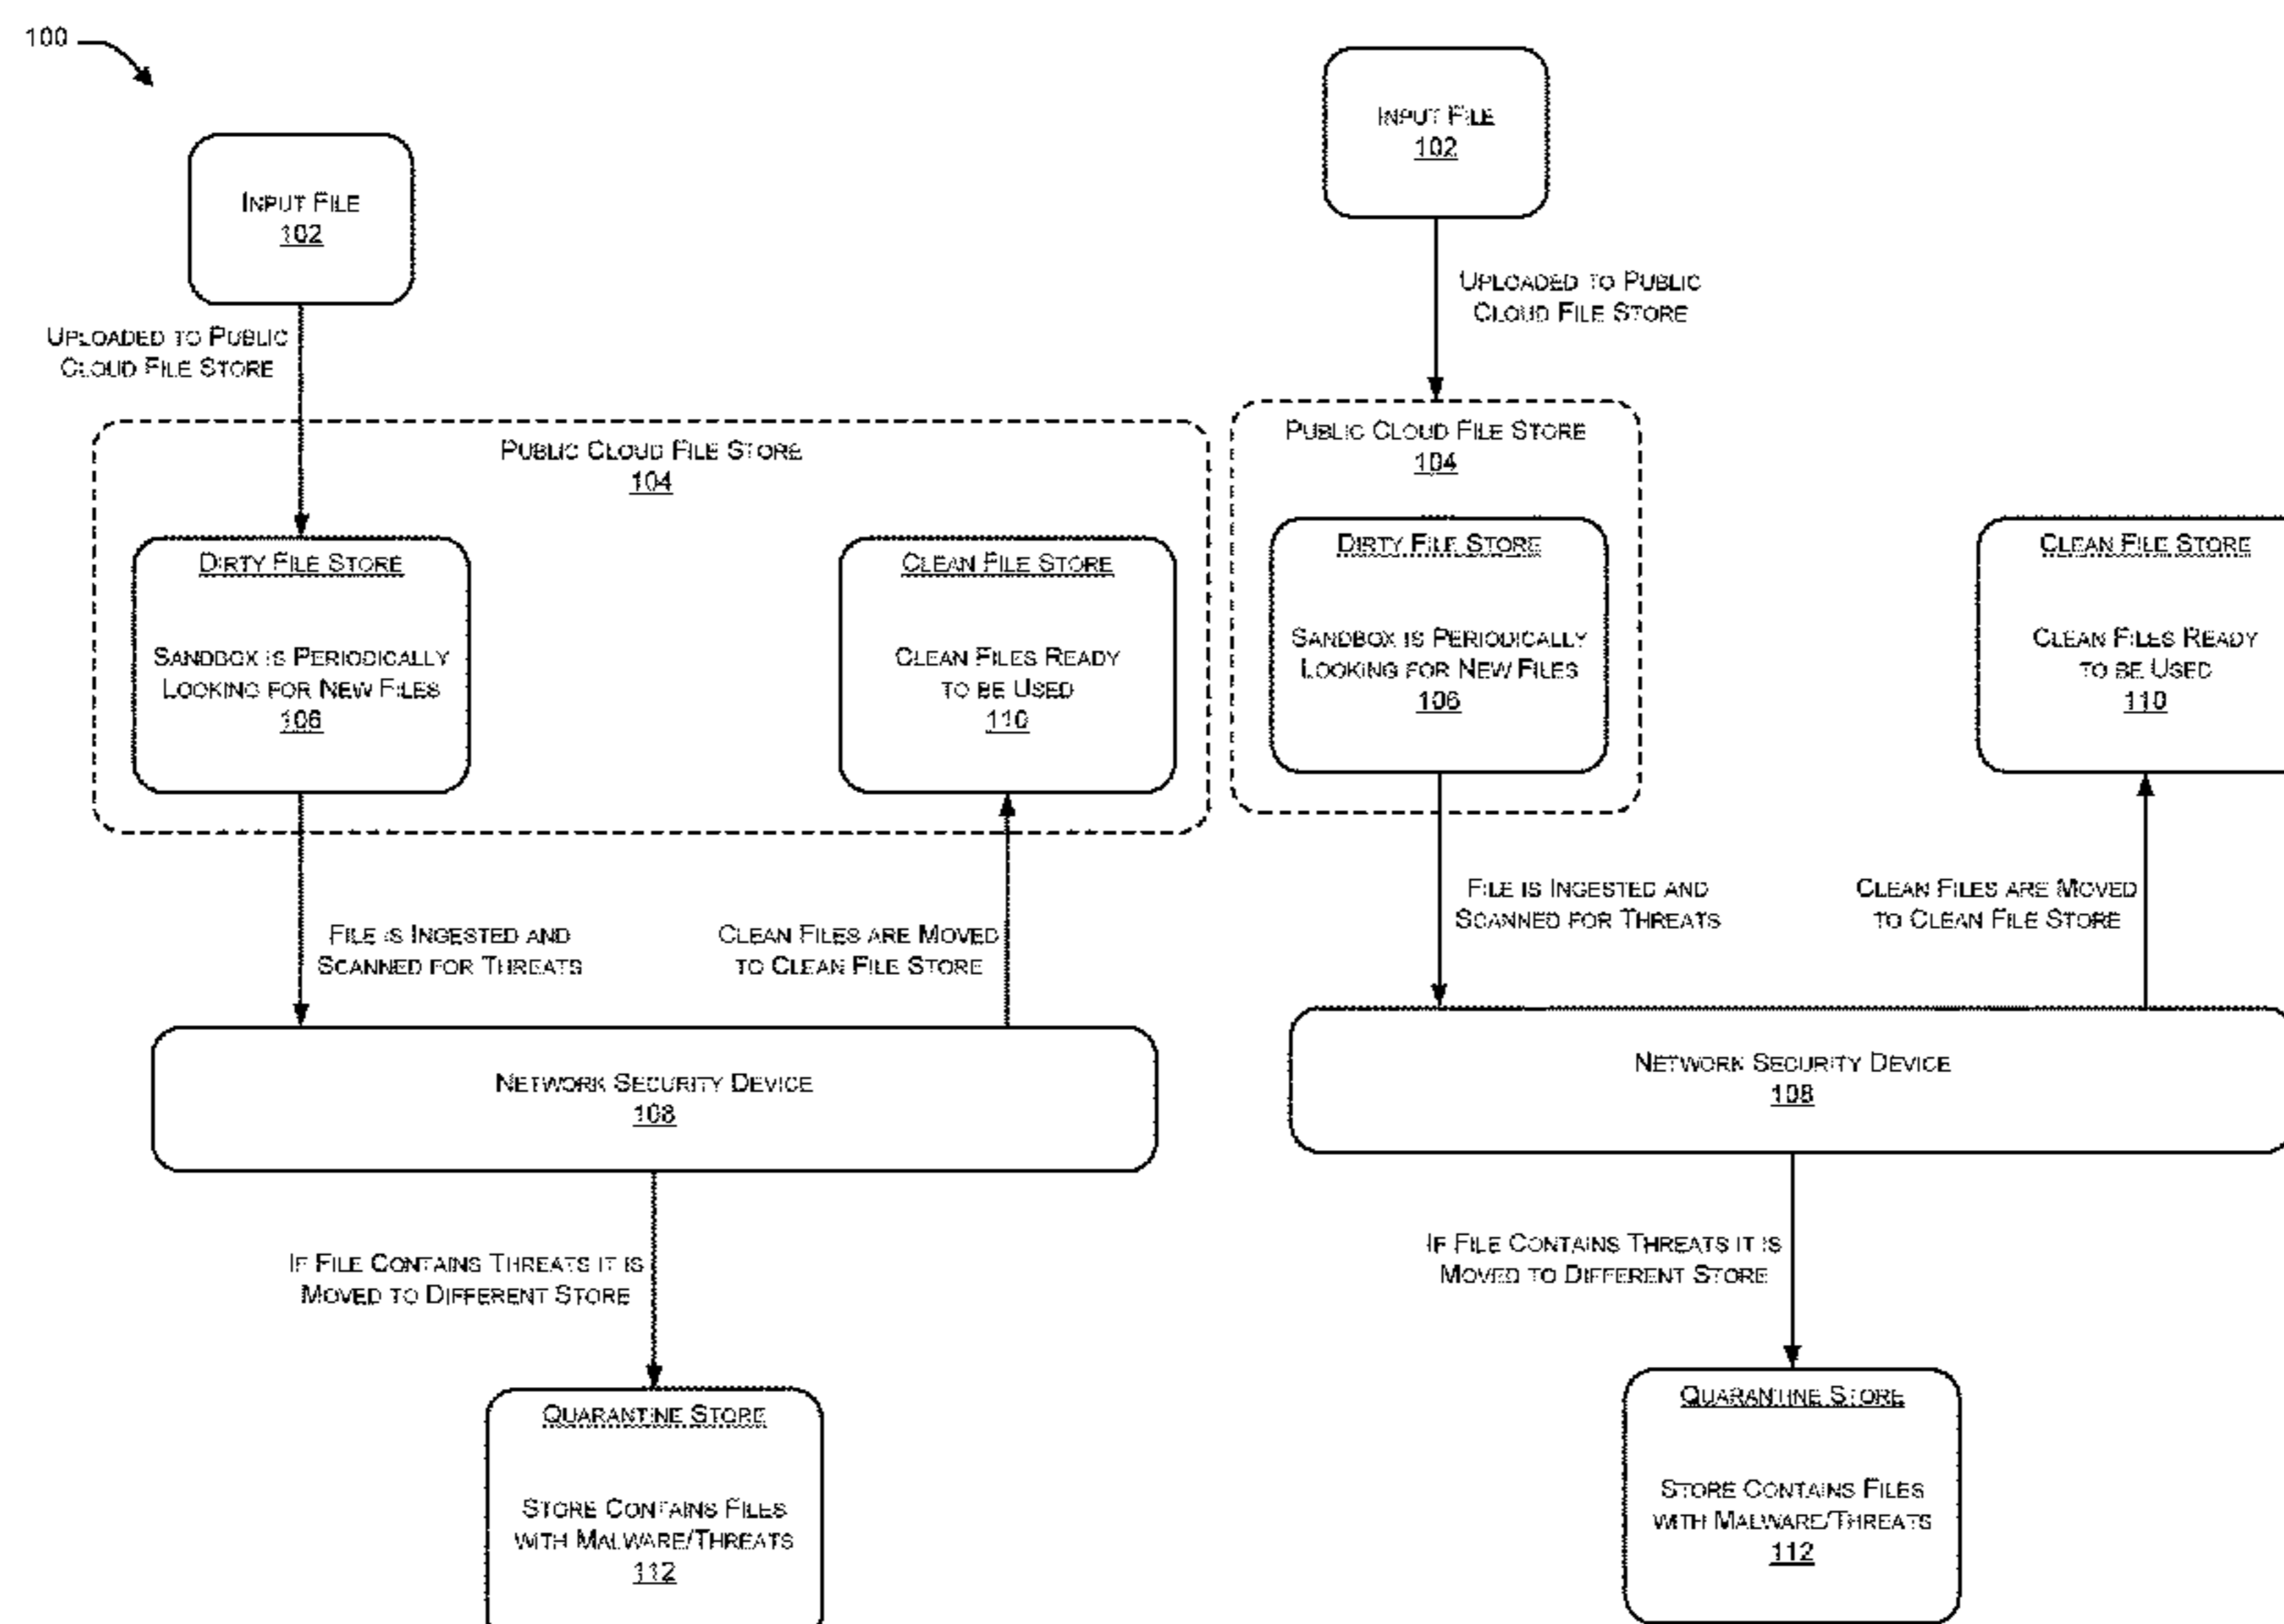 100
INPUT FILE
102
UPLOADED TO PUBLIC
CLOUD FILE STORE
PUBLIC CLOUD FILE STORE
104
DIRTY FILE STORE
SANDBOX IS PERIODICALLY
LOOKING FOR NEW FILES
106
CLEAN FILE STORE
CLEAN FILES READY
TO BE USED
110
FILE IS INGESTED AND
SCANNED FOR THREATS
CLEAN FILES ARE MOVED
TO CLEAN FILE STORE
NETWORK SECURITY DEVICE
108
IF FILE CONTAINS THREATS IT IS
MOVED TO DIFFERENT STORE
QUARANTINE STORE
STORE CONTAINS FILES
WITH MALWARE/THREATS
112
INPUT FILE
102
UPLOADED TO PUBLIC
CLOUD FILE STORE
PUBLIC CLOUD FILE STORE
104
DIRTY FILE STORE
SANDBOX IS PERIODICALLY
LOOKING FOR NEW FILES
106
CLEAN FILE STORE
CLEAN FILES READY
TO BE USED
110
FILE IS INGESTED AND
SCANNED FOR THREATS
CLEAN FILES ARE MOVED
TO CLEAN FILE STORE
NETWORK SECURITY DEVICE
108
IF FILE CONTAINS THREATS IT IS
MOVED TO DIFFERENT STORE
QUARANTINE STORE
STORE CONTAINS FILES
WITH MALWARE/THREATS
112